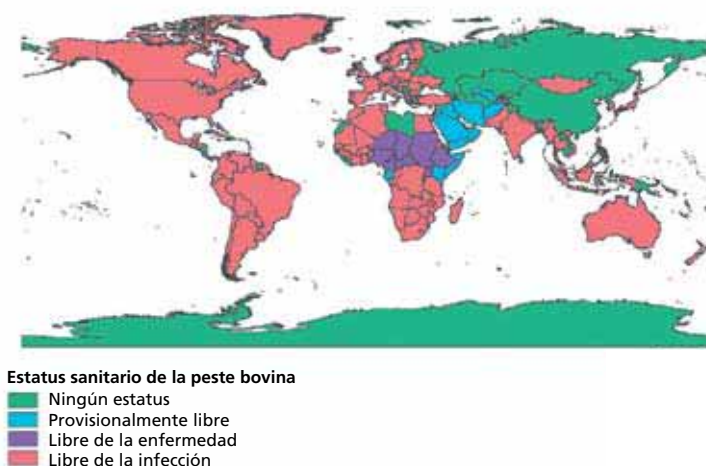 Estatus sanitario de la peste bovina
Ningún estatus
Provisionalmente libre
Libre de la enfermedad
Libre de la infección